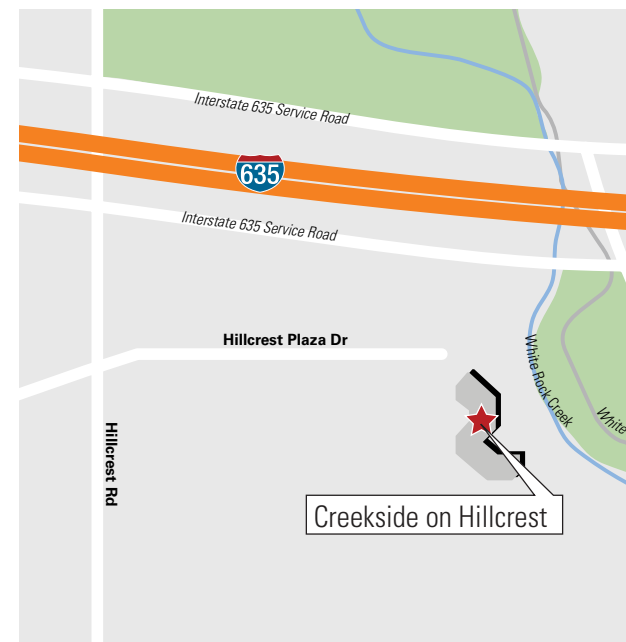 Interstate 635 Service Road
635
Interstate 635 Service Road
Hillcrest Plaza Dr
White Rock Creek
White
Hillcrest Rd
Creekside on Hillcrest